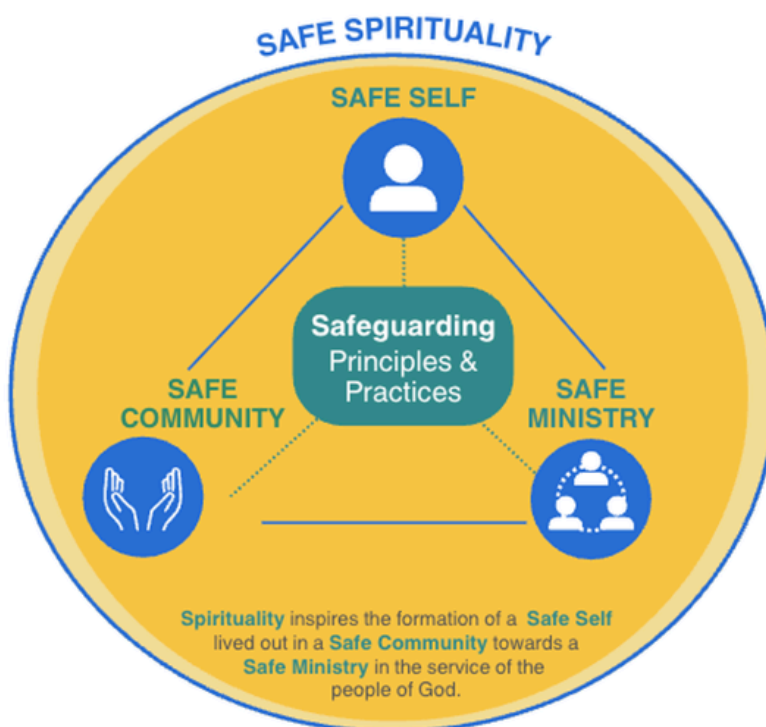 SAFE SPIRITUALITY
SAFE SELF
Safeguarding
Principles &
Practices
SAFE
COMMUNITY
SAFE
MINISTRY
Spirituality inspires the formation of a Safe Self
lived out in a Safe Community towards a
Safe Ministry in the service of the
people of God.